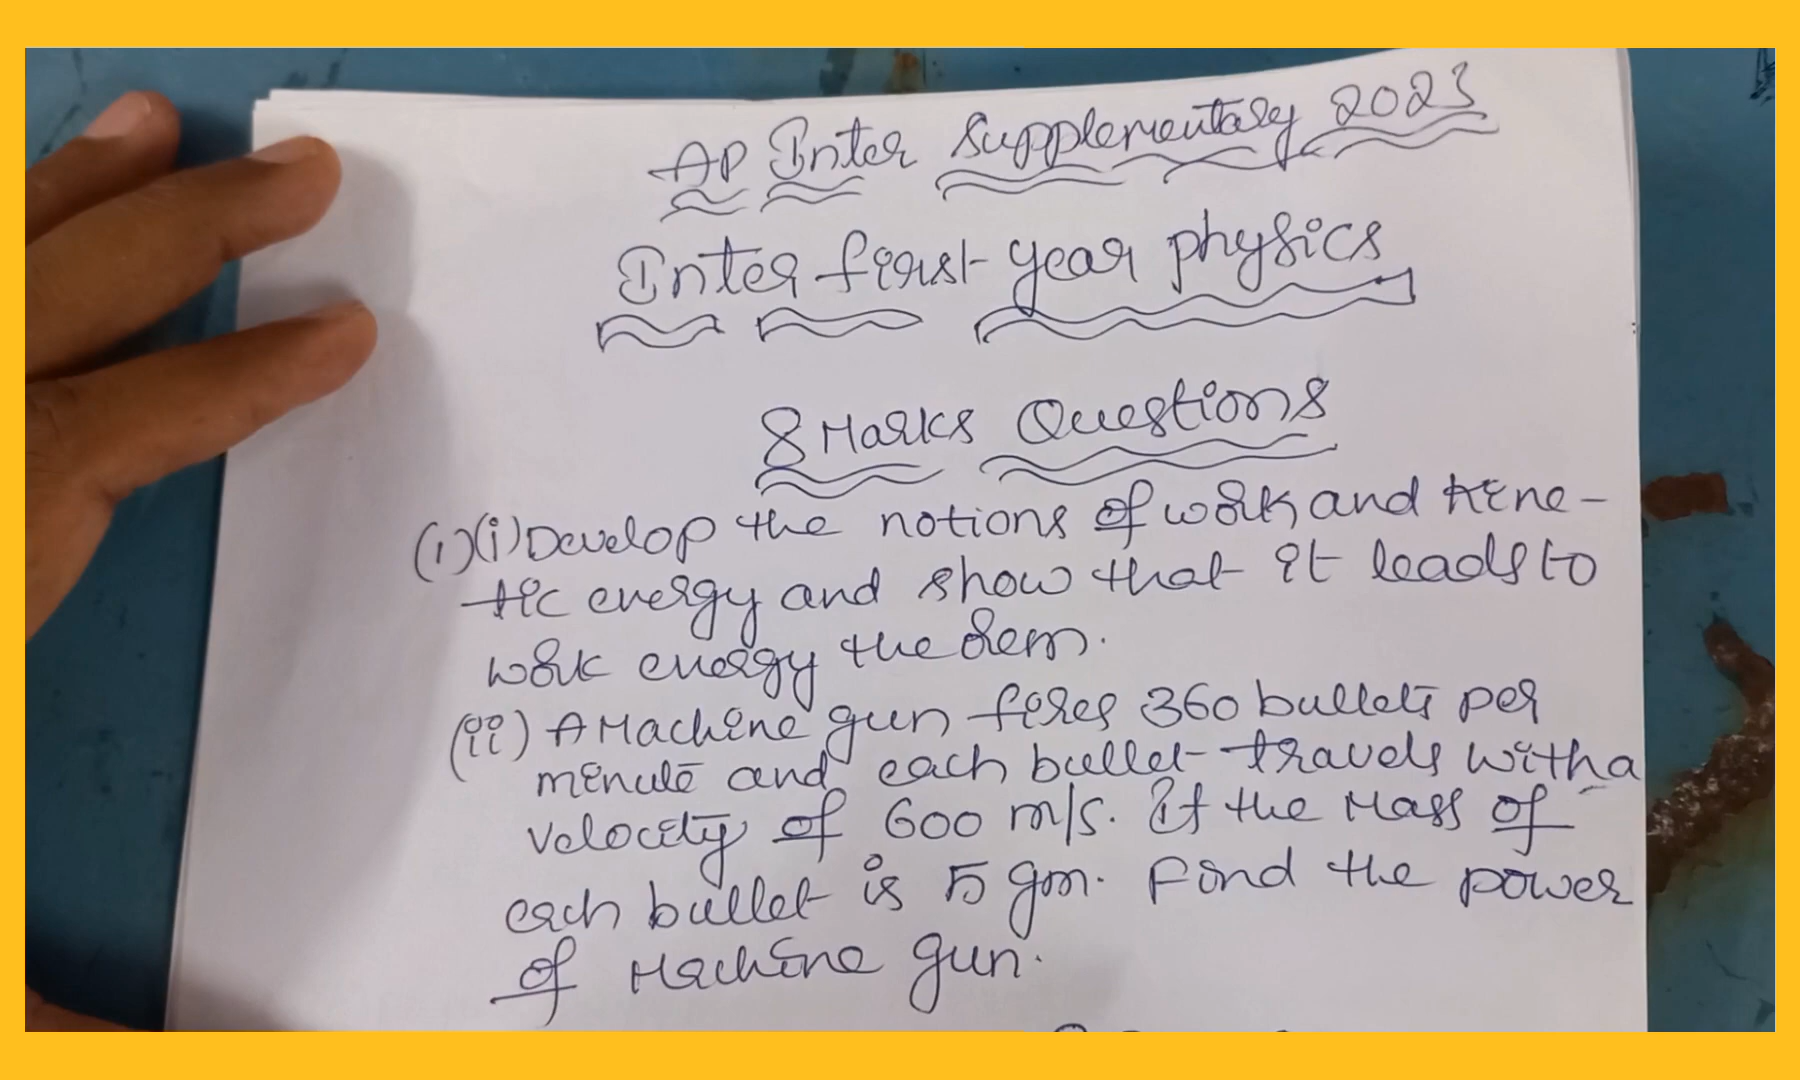 AP Inter Supplementary 2023
Inter first year physics
8 Marks Questions
(1)(i) Develop the notions of work and kine-
tic energy and show that it leads to
work energy theorem.
(ii) A Machine gun fires 360 bullets per
minute and each bullet travels with a
velocity of 600 m/s. If the Mass of
each bullet is 5 gm. Find the power
of Machine gun.